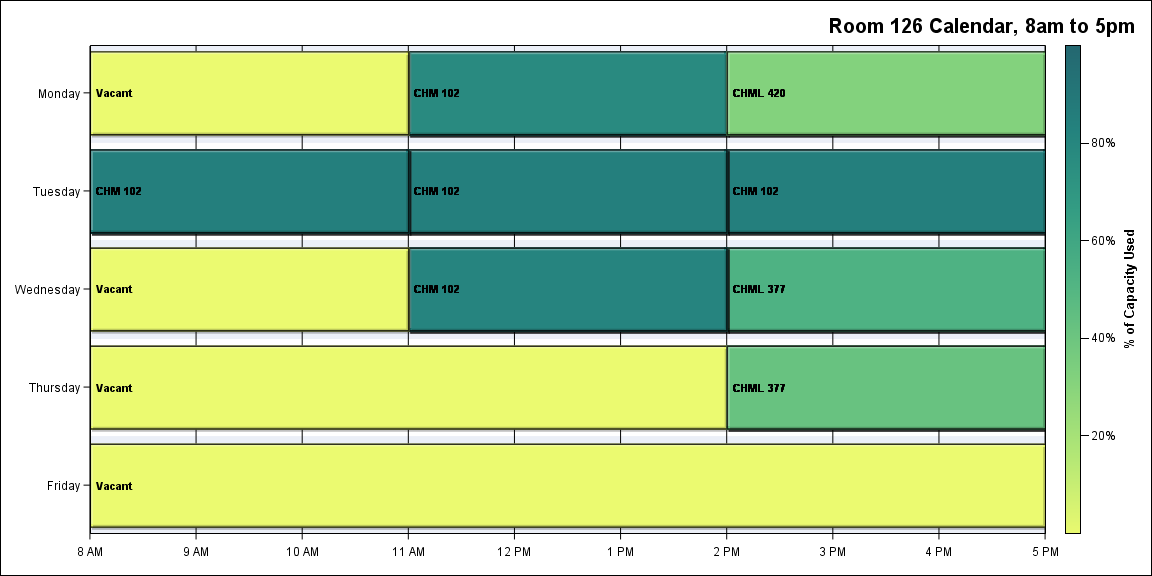 Room 126 Calendar, 8am to 5pm
Monday
Vacant
CHM 102
CHML 420
Tuesday
CHM 102
CHM 102
CHM 102
Wednesday
Vacant
CHM 102
CHML 377
Thursday
Vacant
CHML 377
Friday
Vacant
8 AM
9 AM
10 AM
11 AM
12 PM
1 PM
2 PM
3 PM
4 PM
5 PM
80%
60%
40%
20%
% of Capacity Used